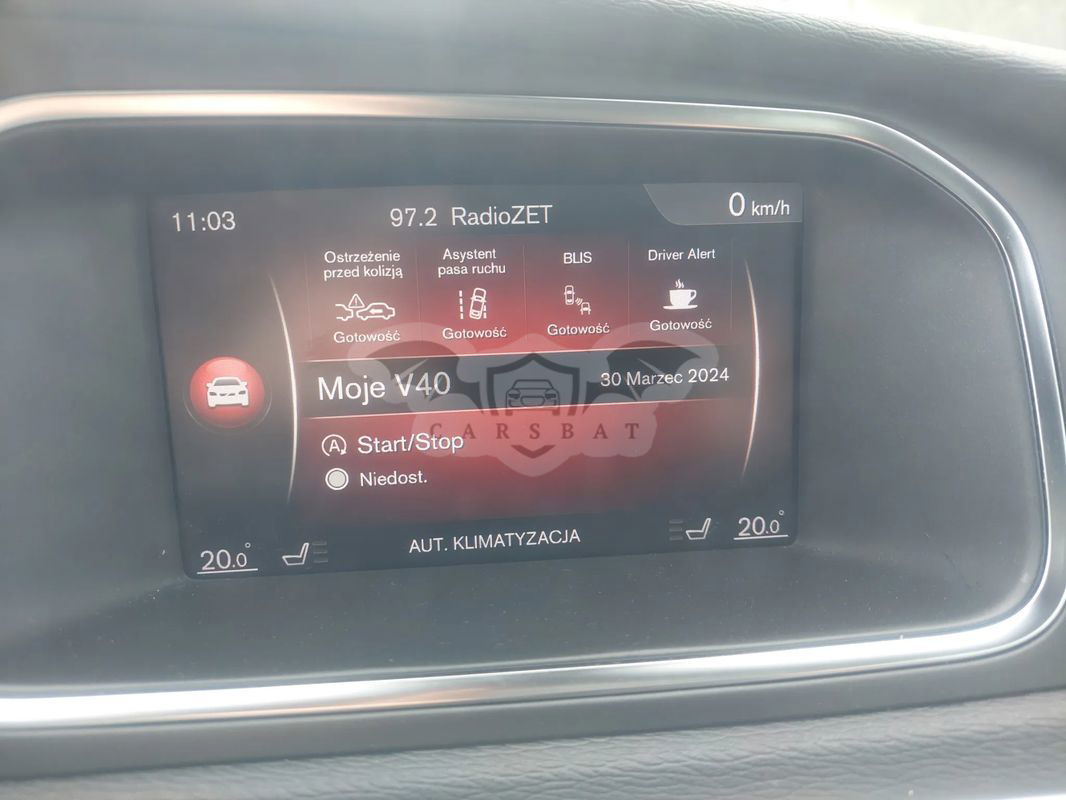 11:03
97.2 RadioZET
0 km/h
Ostrzeżenie
przed kolizją
Gotowość
Asystent
pasa ruchu
Gotowość
BLIS
Gotowość
Driver Alert
Gotowość
Moje V40
30 Marzec 2024
CARSBAT
A Start/Stop
Niedost.
20.0°
AUT. KLIMATYZACJA
20.0°